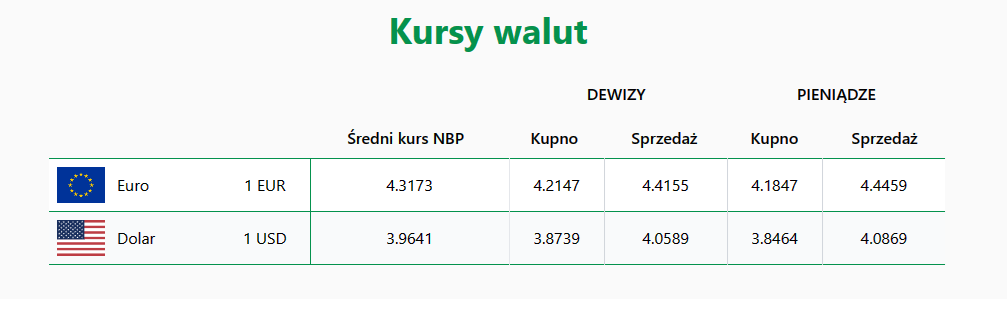 Kursy walut
DEWIZY PIENIĄDZE
Średni kurs NBP Kupno Sprzedaż Kupno Sprzedaż
Euro 1 EUR 4.3173 4.2147 4.4155 4.1847 4.4459
Dolar 1 USD 3.9641 3.8739 4.0589 3.8464 4.0869